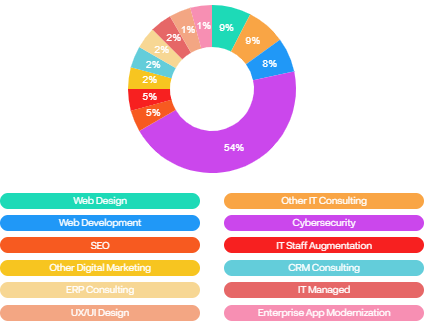 9%
9%
8%
54%
5%
5%
2%
2%
2%
2%
1%
1%
Web Design
Other IT Consulting
Web Development
Cybersecurity
SEO
IT Staff Augmentation
Other Digital Marketing
CRM Consulting
ERP Consulting
IT Managed
UX/UI Design
Enterprise App Modernization